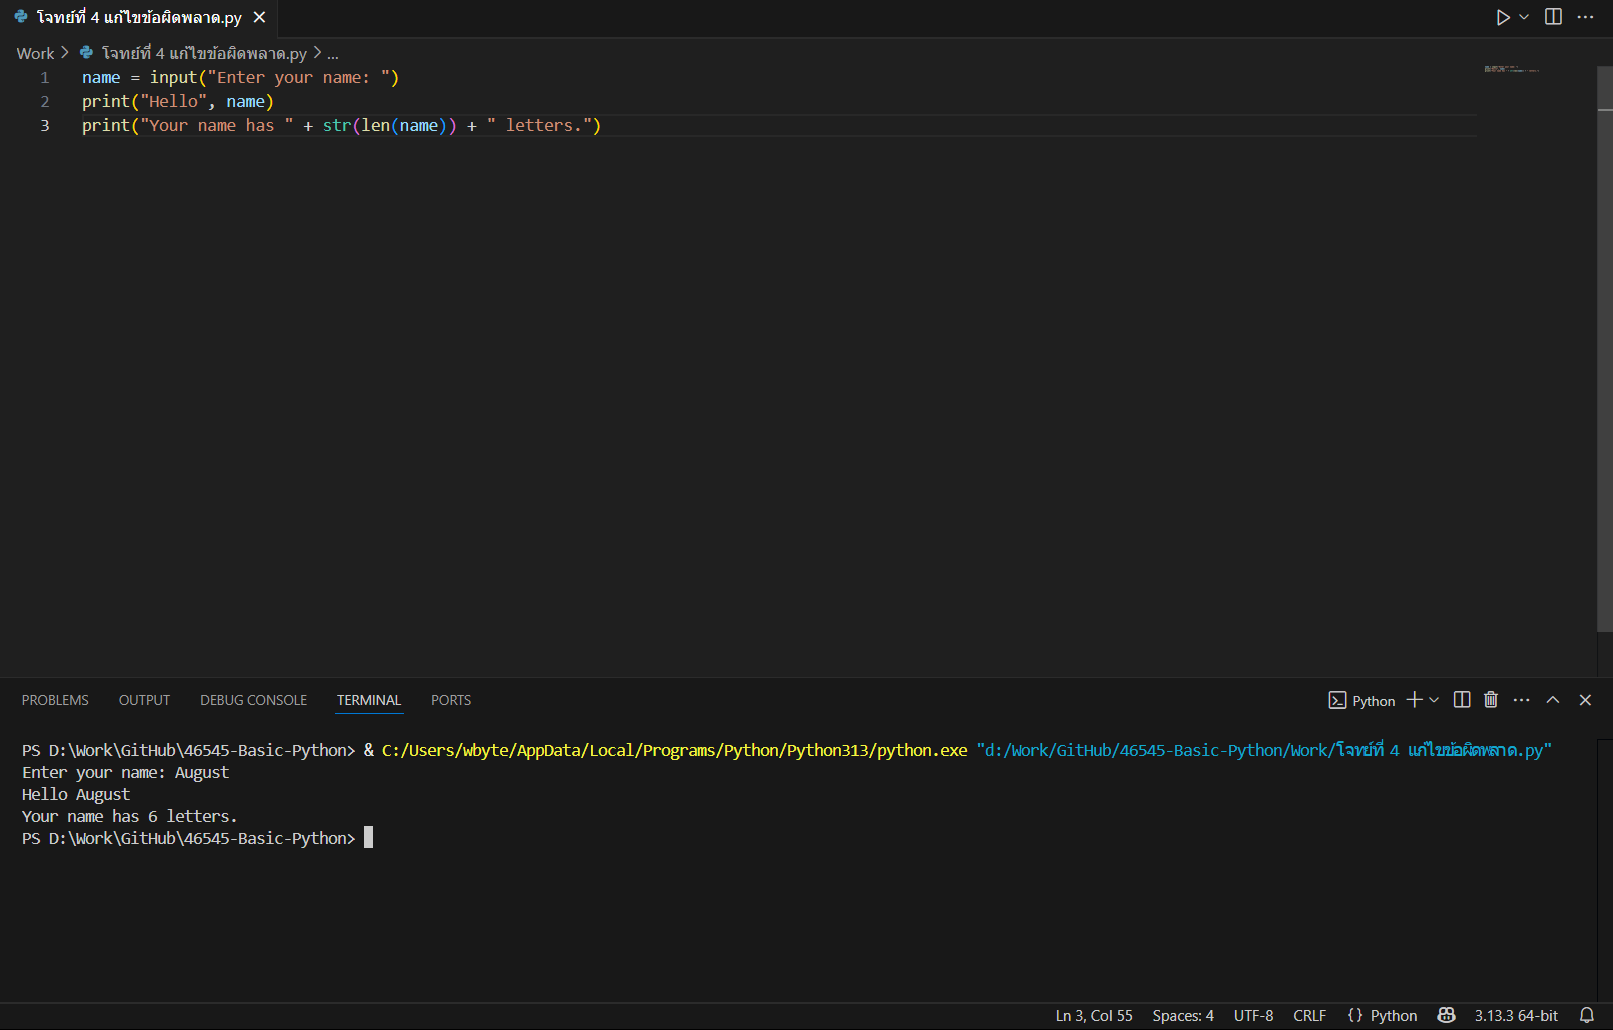 โจทย์ที่ 4 แก้ไขข้อผิดพลาด.py
Work > โจทย์ที่ 4 แก้ไขข้อผิดพลาด.py > ...
1 name = input("Enter your name: ")
2 print("Hello", name)
3 print("Your name has " + str(len(name)) + " letters.")
PROBLEMS OUTPUT DEBUG CONSOLE TERMINAL PORTS Python
PS D:\Work\GitHub\46545-Basic-Python> & C:/Users/wbyte/AppData/Local/Programs/Python/Python313/python.exe "d:/Work/GitHub/46545-Basic-Python/Work/โจทย์ที่ 4 แก้ไขข้อผิดพลาด.py"
Enter your name: August
Hello August
Your name has 6 letters.
PS D:\Work\GitHub\46545-Basic-Python>
Ln 3, Col 55 Spaces: 4 UTF-8 CRLF {} Python 3.13.3 64-bit